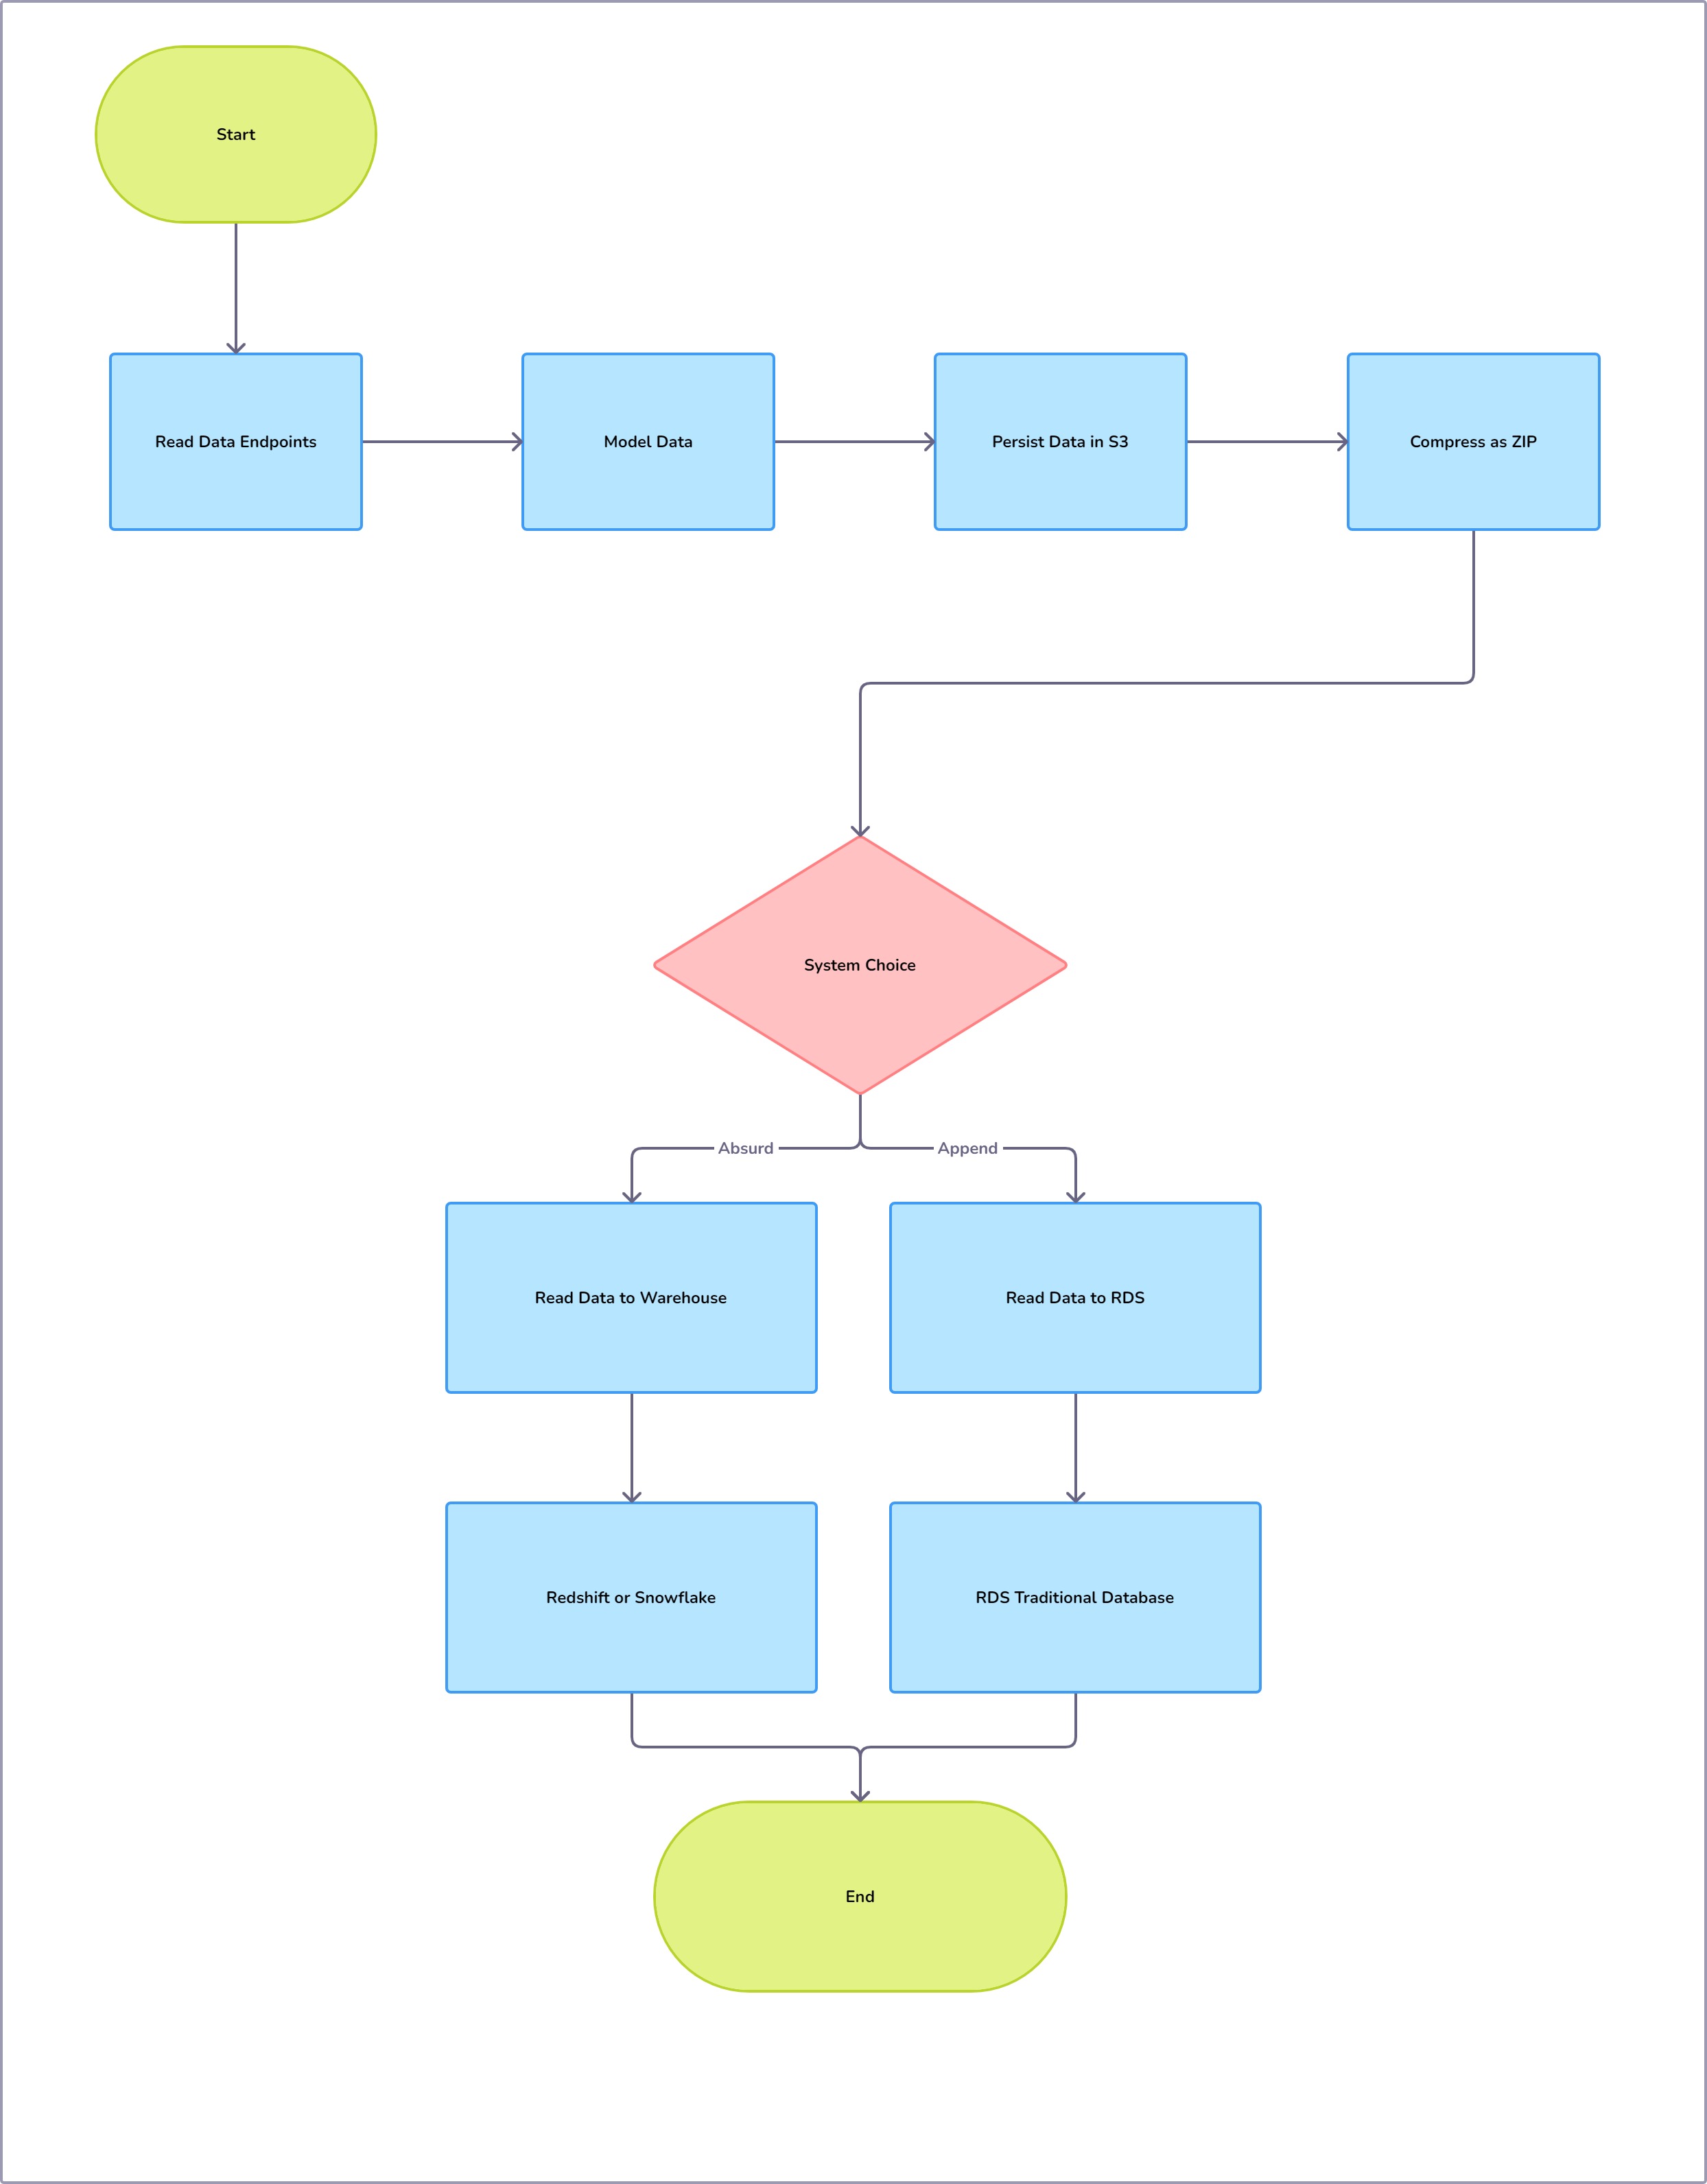 Start
Read Data Endpoints
Model Data
Persist Data in S3
Compress as ZIP
System Choice
Absurd
Append
Read Data to Warehouse
Read Data to RDS
Redshift or Snowflake
RDS Traditional Database
End